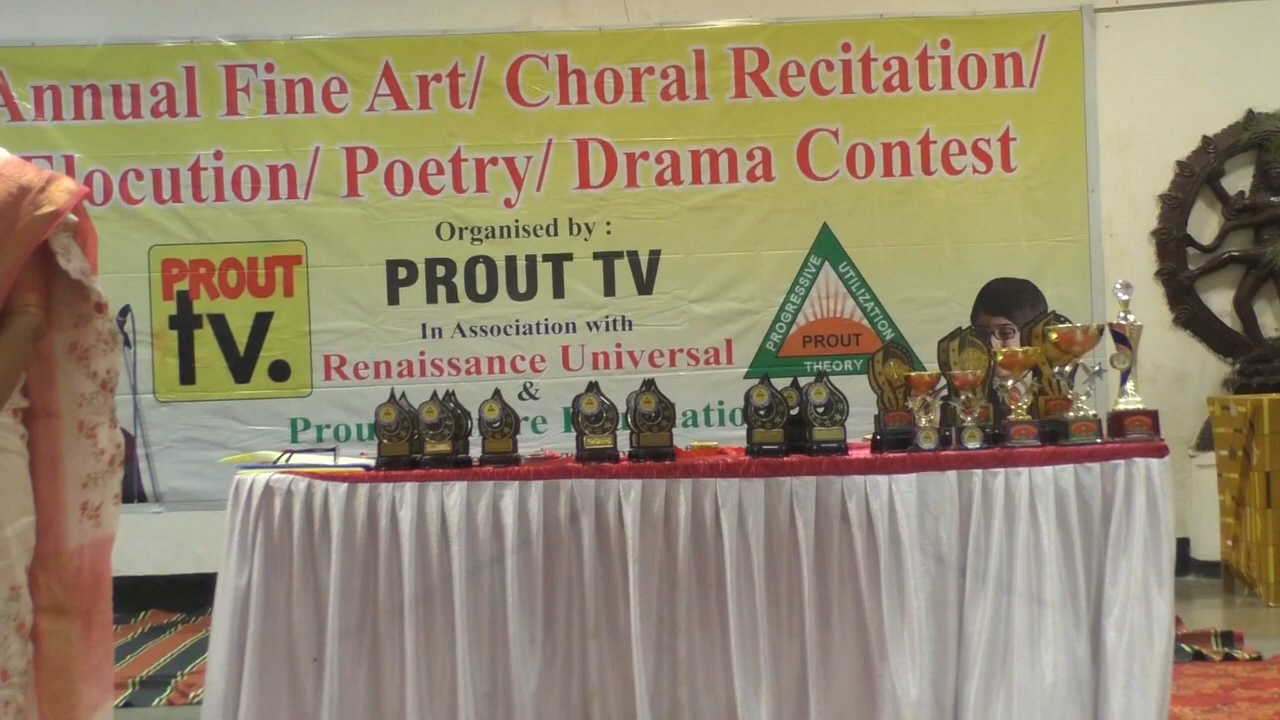 Annual Fine Art/ Choral Recitation/
Elocution/ Poetry/ Drama Contest
Organised by :
PROUT TV
In Association with
Renaissance Universal
&
PROUT
tv.
PROGRESSIVE
UTILIZATION
PROUT
THEORY